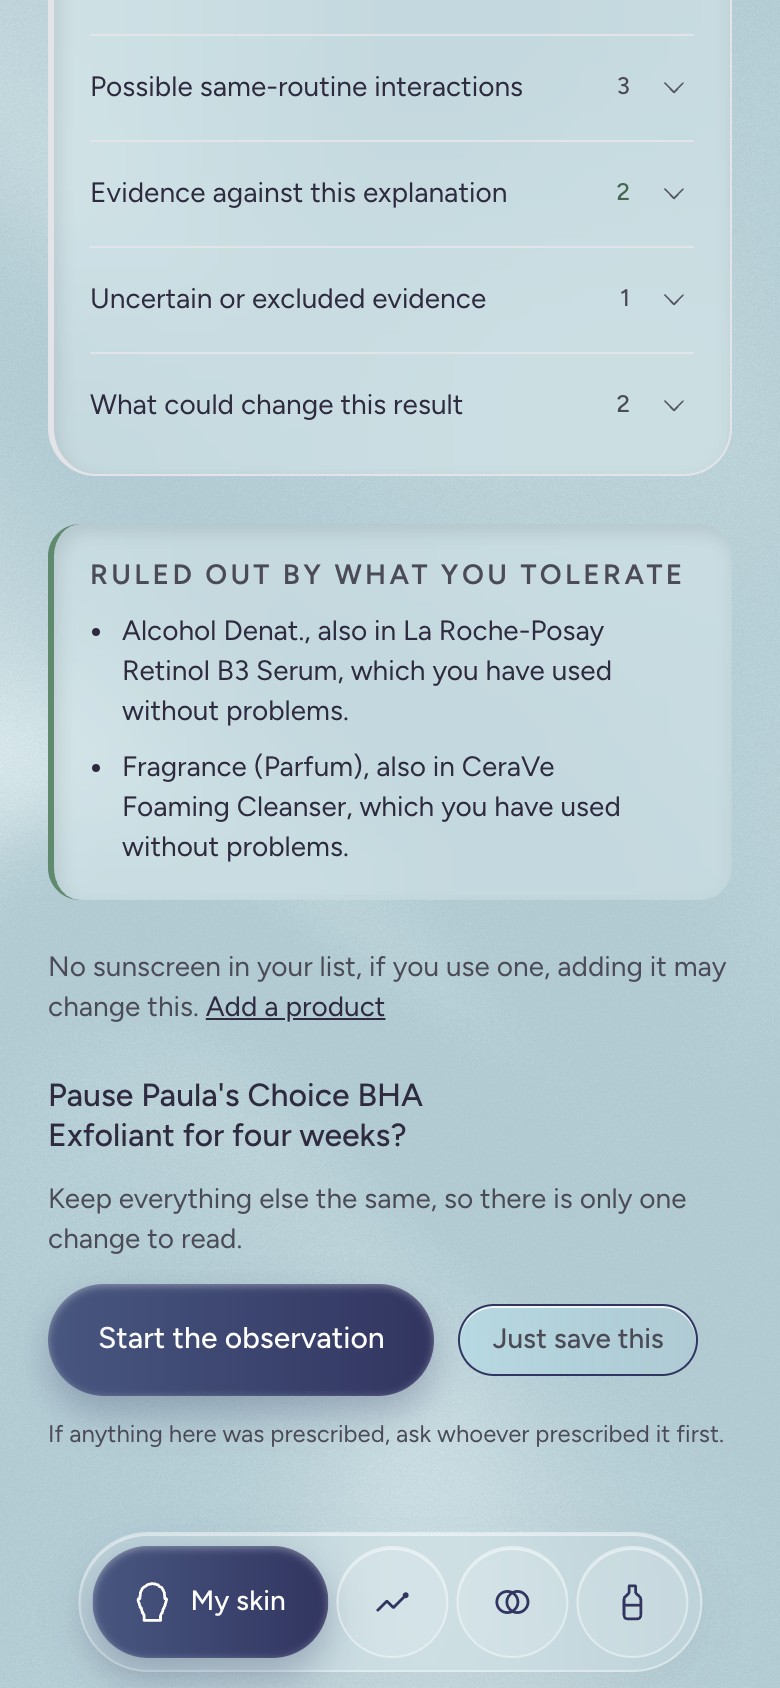 Possible same-routine interactions 3
Evidence against this explanation 2
Uncertain or excluded evidence 1
What could change this result 2
RULED OUT BY WHAT YOU TOLERATE
• Alcohol Denat., also in La Roche-Posay
Retinol B3 Serum, which you have used
without problems.
• Fragrance (Parfum), also in CeraVe
Foaming Cleanser, which you have used
without problems.
No sunscreen in your list, if you use one, adding it may
change this. Add a product
Pause Paula's Choice BHA
Exfoliant for four weeks?
Keep everything else the same, so there is only one
change to read.
Start the observation
Just save this
If anything here was prescribed, ask whoever prescribed it first.
My skin